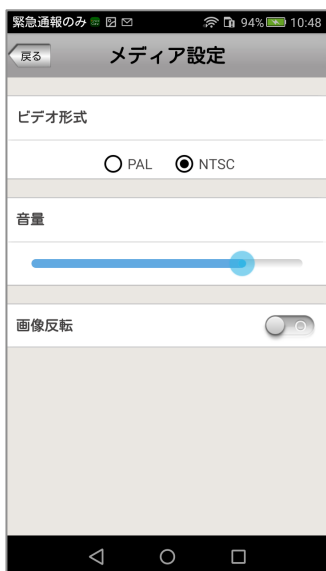 緊急通報のみ 94% 10:48
戻る メディア設定
ビデオ形式
PAL NTSC
音量
画像反転